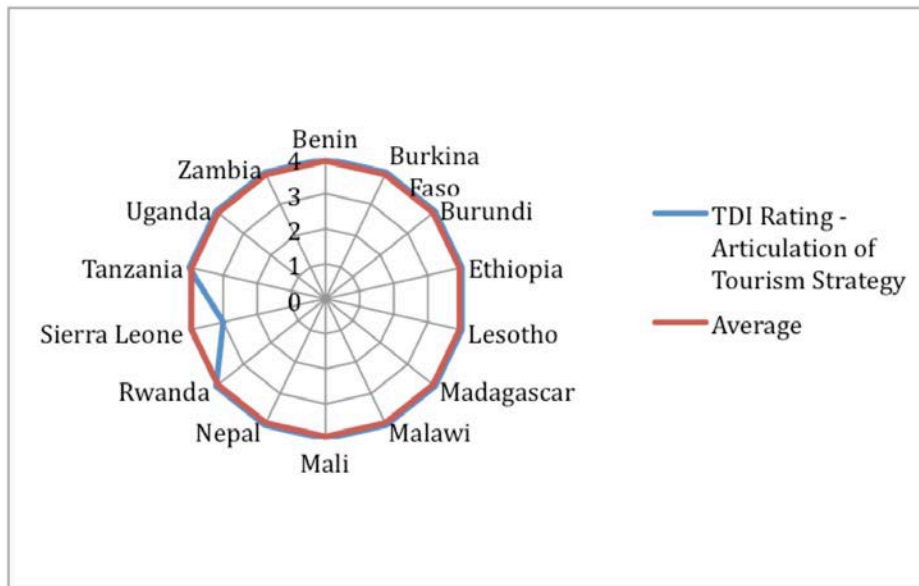 Benin
Burkina
Faso
Burundi
Ethiopia
Lesotho
Madagascar
Malawi
Mali
Nepal
Rwanda
Sierra Leone
Tanzania
Uganda
Zambia
4
3
2
1
0
TDI Rating -
Articulation of
Tourism Strategy
Average